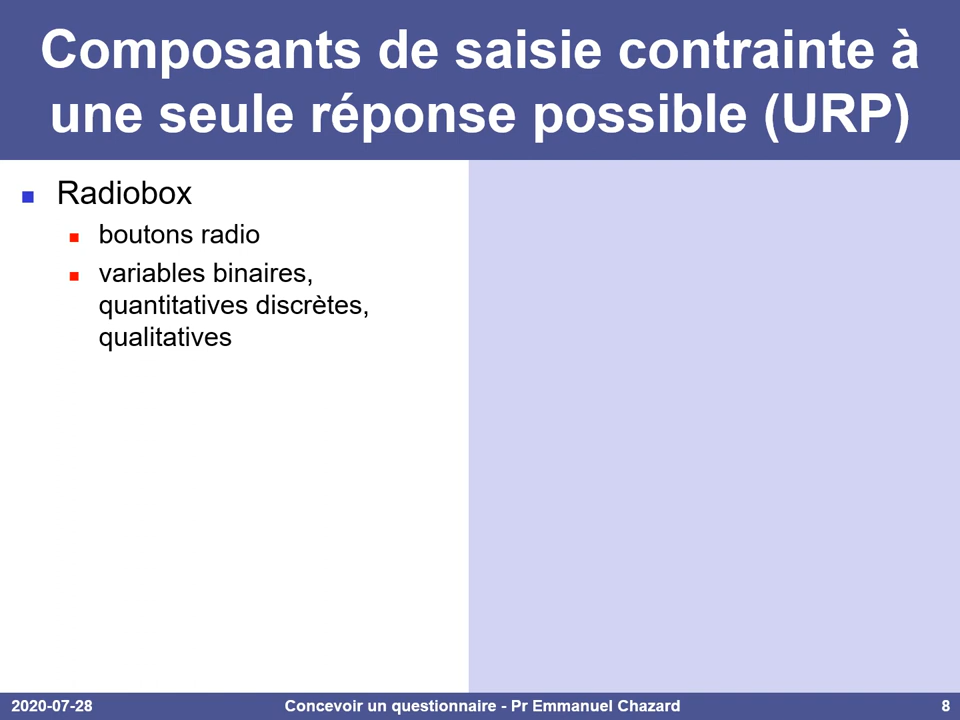 Composants de saisie contrainte à
une seule réponse possible (URP)
Radiobox
boutons radio
variables binaires,
quantitatives discrètes,
qualitatives
2020-07-28
Concevoir un questionnaire - Pr Emmanuel Chazard
8